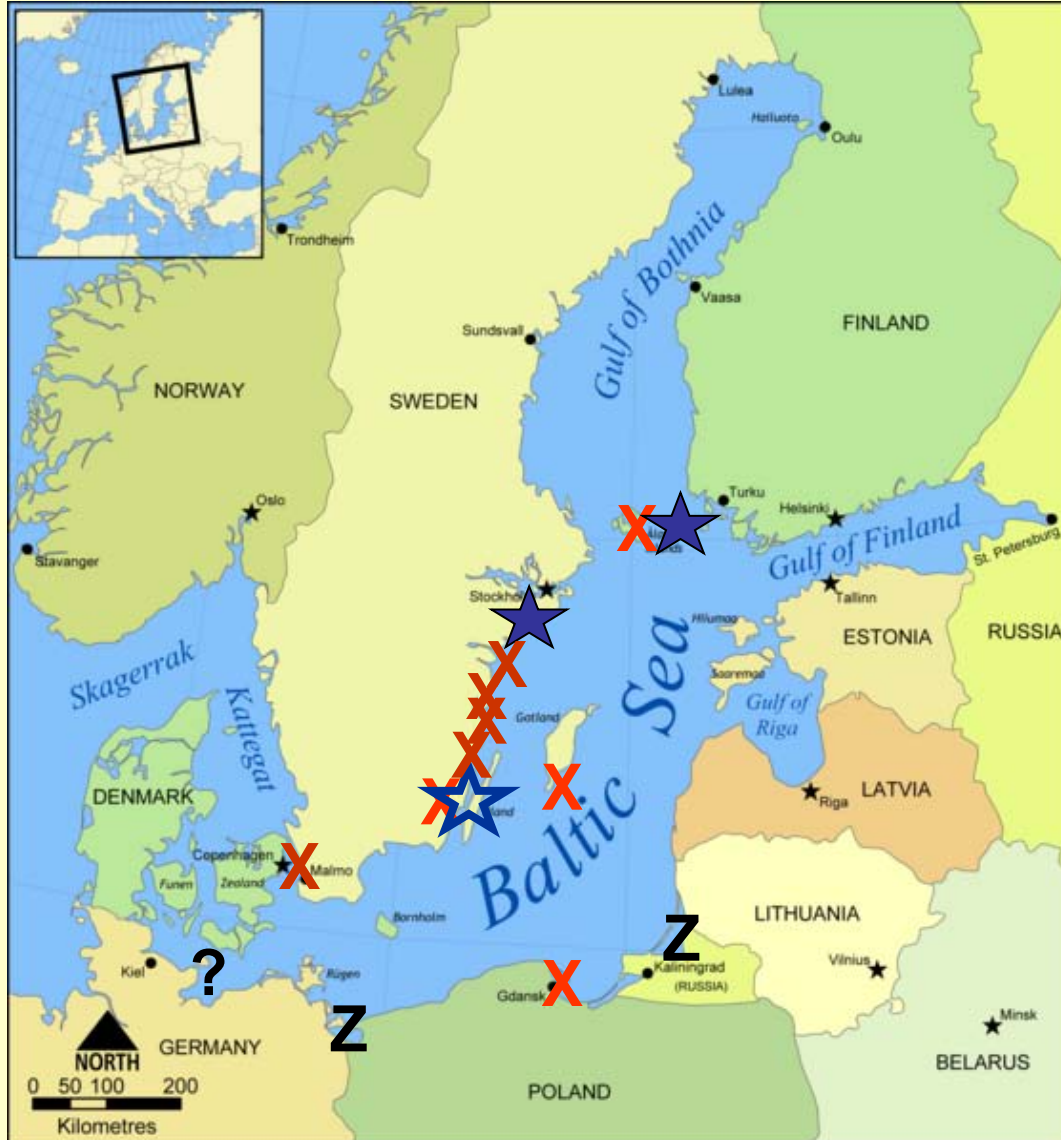 Lulea
Hailuoto
Oulu
Trondheim
Gulf of Bothnia
Vaasa
Sundsvall
FINLAND
NORWAY
SWEDEN
Oslo
Turku
Helsinki
X
Gulf of Finland
St. Petersburg
Stavanger
Stockhol
Tallinn
Hiiumaa
ESTONIA
RUSSIA
Skagerrak
X
Saaremaa
Kattegat
X
Gulf of
Riga
Gotland
X
Baltic Sea
X
DENMARK
X
X
Riga
LATVIA
Copenhagen
X
Malmo
Funen
Zealand
Bornholm
LITHUANIA
Z
Kiel
?
Rügen
Kaliningrad
(RUSSIA)
Vilnius
Gdansk
X
Minsk
Z
GERMANY
NORTH
BELARUS
0 50 100 200
Kilometres
POLAND